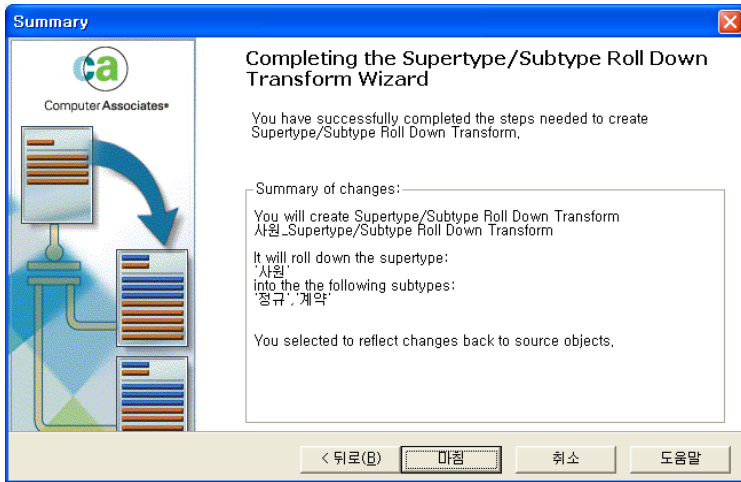 Summary
ca
Computer Associates®
Completing the Supertype/Subtype Roll Down
Transform Wizard
You have successfully completed the steps needed to create
Supertype/Subtype Roll Down Transform,
Summary of changes:
You will create Supertype/Subtype Roll Down Transform
사원_Supertype/Subtype Roll Down Transform
It will roll down the supertype:
'사원'
into the the following subtypes:
'정규','계약'
You selected to reflect changes back to source objects,
< 뒤로(B)
마침
취소
도움말